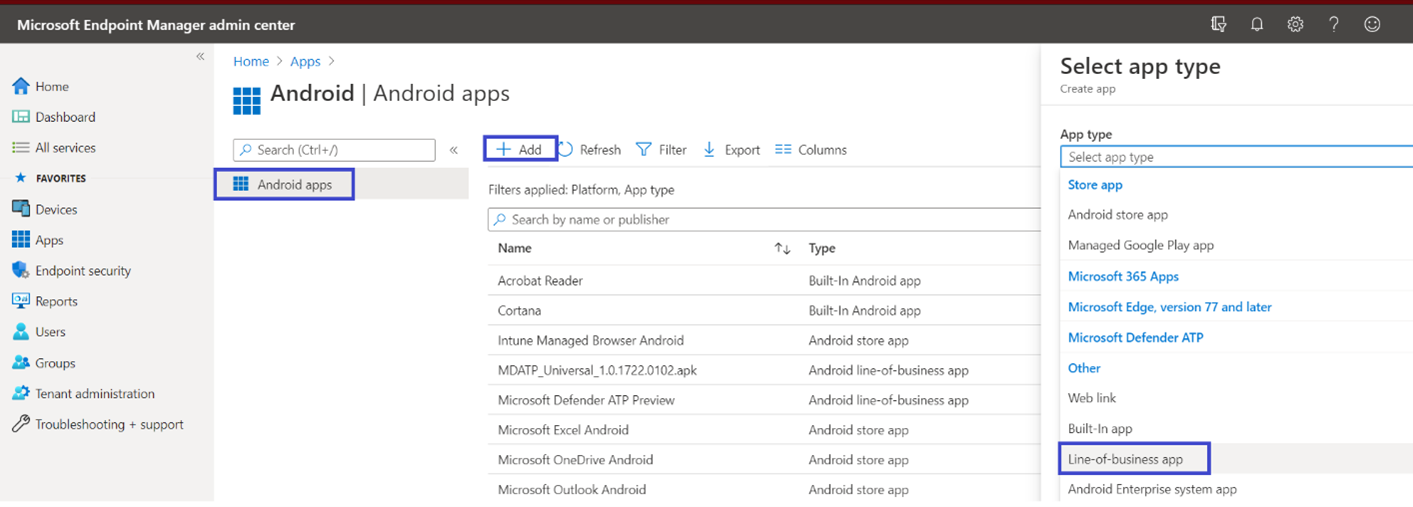 Microsoft Endpoint Manager admin center
«
Home
Dashboard
All services
FAVORITES
Devices
Apps
Endpoint security
Reports
Users
Groups
Tenant administration
Troubleshooting + support
Home > Apps >
Android | Android apps
Search (Ctrl+/)
«
Android apps
+ Add
Refresh
Filter
Export
Columns
Filters applied: Platform, App type
Search by name or publisher
Name ↑↓ Type
Acrobat Reader Built-In Android app
Cortana Built-In Android app
Intune Managed Browser Android Android store app
MDATP_Universal_1.0.1722.0102.apk Android line-of-business app
Microsoft Defender ATP Preview Android line-of-business app
Microsoft Excel Android Android store app
Microsoft OneDrive Android Android store app
Microsoft Outlook Android Android store app
Select app type
Create app
App type
Select app type
Store app
Android store app
Managed Google Play app
Microsoft 365 Apps
Microsoft Edge, version 77 and later
Microsoft Defender ATP
Other
Web link
Built-In app
Line-of-business app
Android Enterprise system app